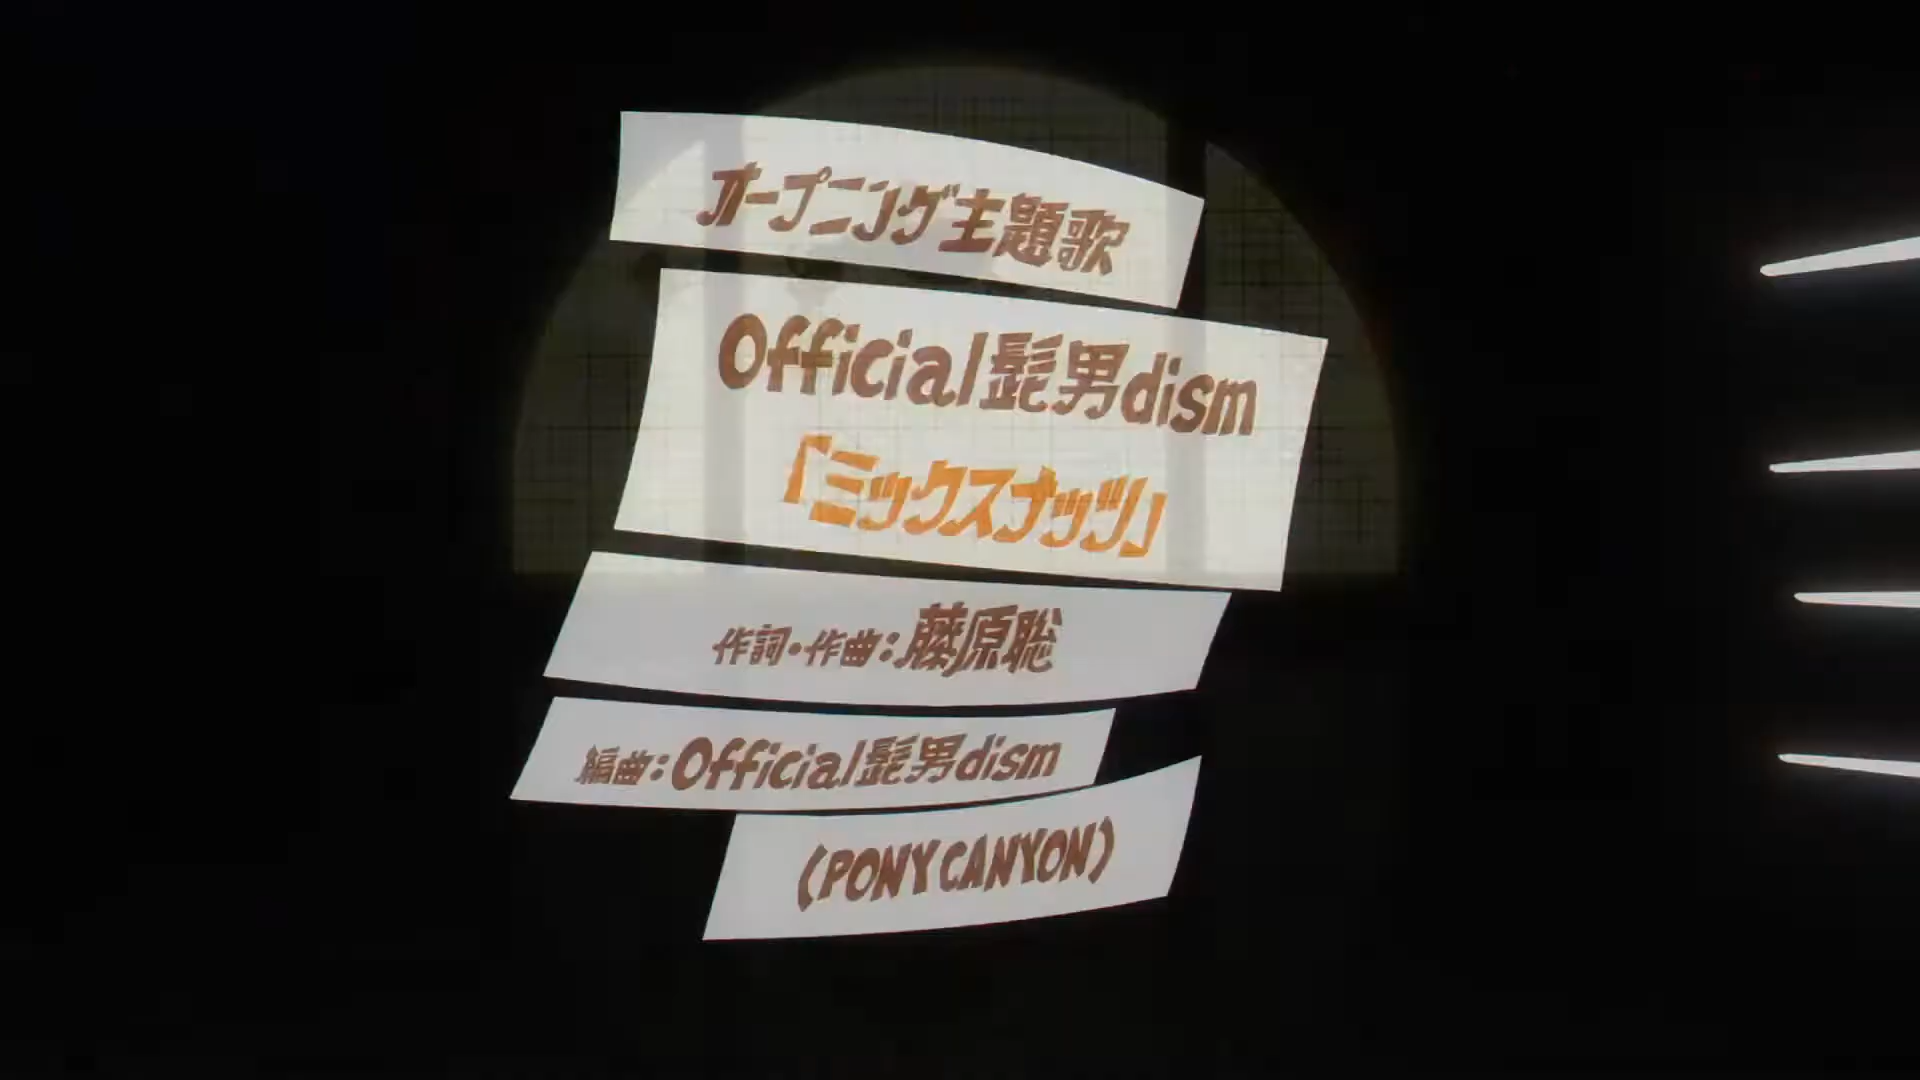 オープニング主題歌
Official髭男dism
「ミックスナッツ」
作詞・作曲：藤原聡
編曲：Official髭男dism
(PONY CANYON)